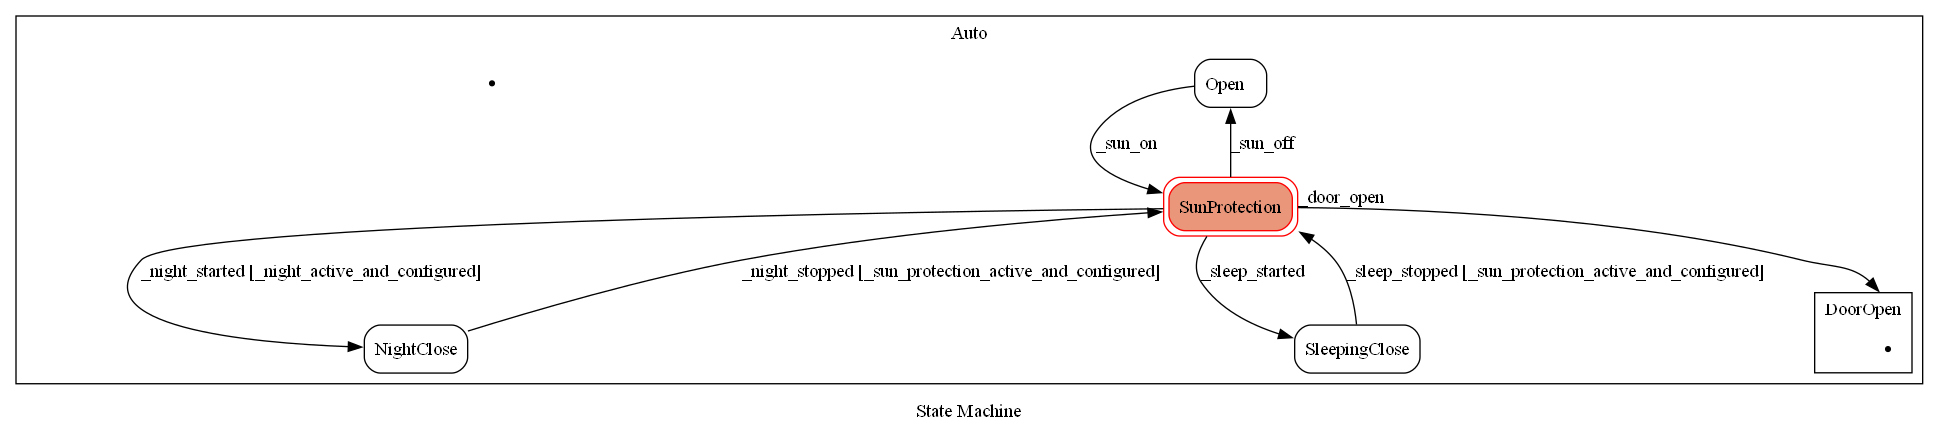 Auto
Open
_sun_on
_sun_off
SunProtection
_door_open
_night_started [_night_active_and_configured]
_night_stopped [_sun_protection_active_and_configured]
_sleep_started
_sleep_stopped [_sun_protection_active_and_configured]
DoorOpen
NightClose
SleepingClose
State Machine